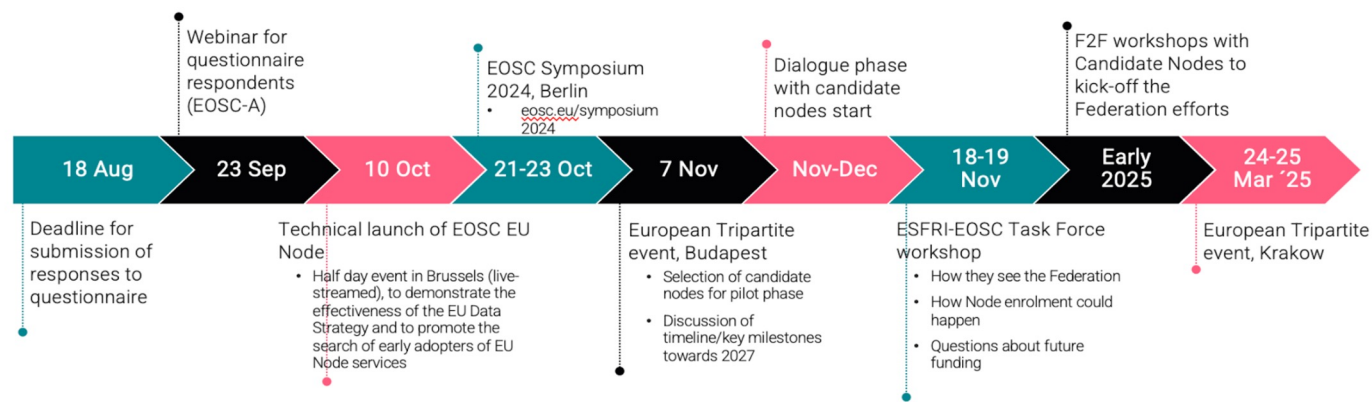 Webinar for
questionnaire
respondents
(EOSC-A)
EOSC Symposium
2024, Berlin
• eosc.eu/symposium
2024
Dialogue phase
with candidate
nodes start
F2F workshops with
Candidate Nodes to
kick-off the
Federation efforts
18 Aug
23 Sep
10 Oct
21-23 Oct
7 Nov
Nov-Dec
18-19
Nov
Early
2025
24-25
Mar ´25
Deadline for
submission of
responses to
questionnaire
Technical launch of EOSC EU
Node
• Half day event in Brussels (live-
streamed), to demonstrate the
effectiveness of the EU Data
Strategy and to promote the
search of early adopters of EU
Node services
European Tripartite
event, Budapest
• Selection of candidate
nodes for pilot phase
• Discussion of
timeline/key milestones
towards 2027
ESFRI-EOSC Task Force
workshop
• How they see the Federation
• How Node enrolment could
happen
• Questions about future
funding
European Tripartite
event, Krakow